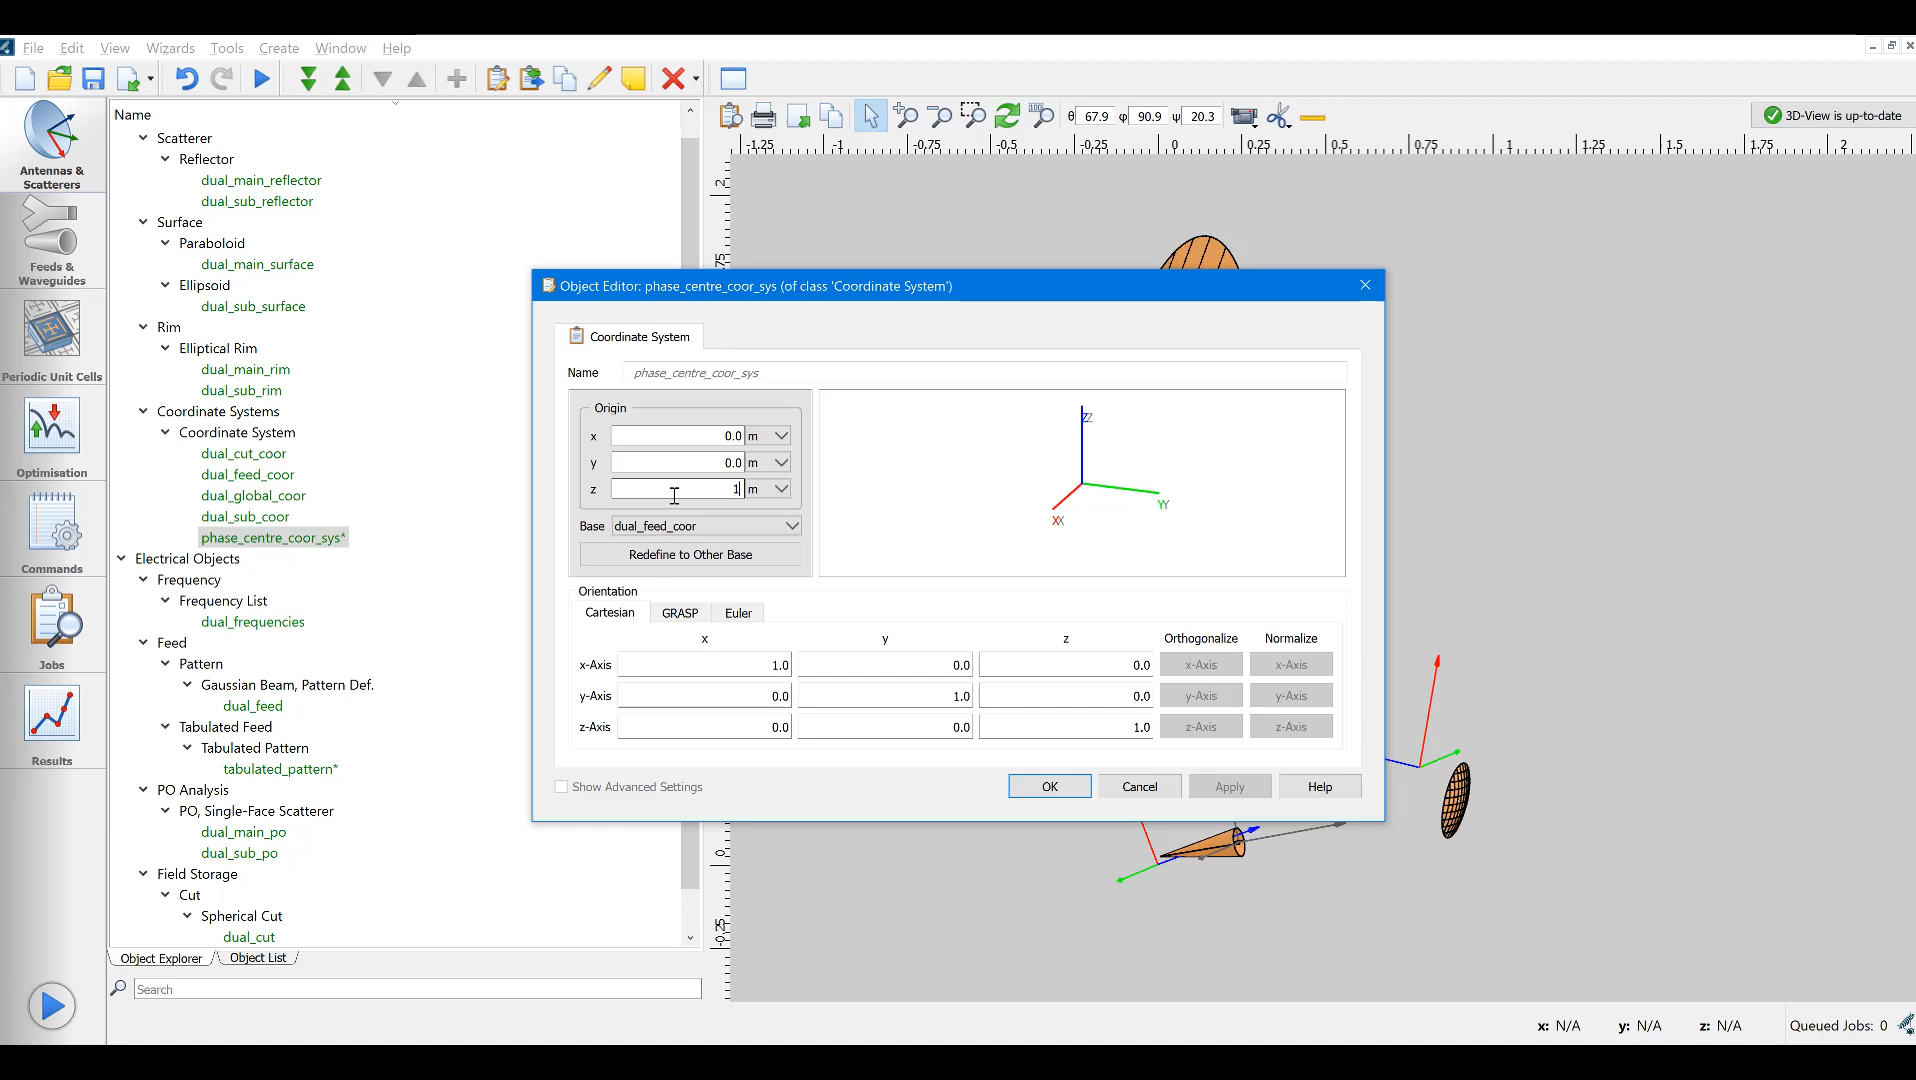 File Edit View Wizards Tools Create Window Help
θ 67.9 φ 90.9 ψ 20.3
3D-View is up-to-date
Antennas &
Scatterers
Feeds &
Waveguides
Periodic Unit Cells
Optimisation
Commands
Jobs
Results
Name
Scatterer
Reflector
dual_main_reflector
dual_sub_reflector
Surface
Paraboloid
dual_main_surface
Ellipsoid
dual_sub_surface
Rim
Elliptical Rim
dual_main_rim
dual_sub_rim
Coordinate Systems
Coordinate System
dual_cut_coor
dual_feed_coor
dual_global_coor
dual_sub_coor
phase_centre_coor_sys*
Electrical Objects
Frequency
Frequency List
dual_frequencies
Feed
Pattern
Gaussian Beam, Pattern Def.
dual_feed
Tabulated Feed
Tabulated Pattern
tabulated_pattern*
PO Analysis
PO, Single-Face Scatterer
dual_main_po
dual_sub_po
Field Storage
Cut
Spherical Cut
dual_cut
Object Explorer Object List
Search
-1.25 -1 -0.75 -0.5 -0.25 0 0.25 0.5 0.75 1 1.25 1.5 1.75 2
Object Editor: phase_centre_coor_sys (of class 'Coordinate System')
Coordinate System
Name phase_centre_coor_sys
Origin
x 0.0 m
y 0.0 m
z 1 m
Base dual_feed_coor
Redefine to Other Base
Orientation
Cartesian GRASP Euler
x y z Orthogonalize Normalize
x-Axis 1.0 0.0 0.0 x-Axis x-Axis
y-Axis 0.0 1.0 0.0 y-Axis y-Axis
z-Axis 0.0 0.0 1.0 z-Axis z-Axis
Show Advanced Settings OK Cancel Apply Help
x: N/A y: N/A z: N/A Queued Jobs: 0